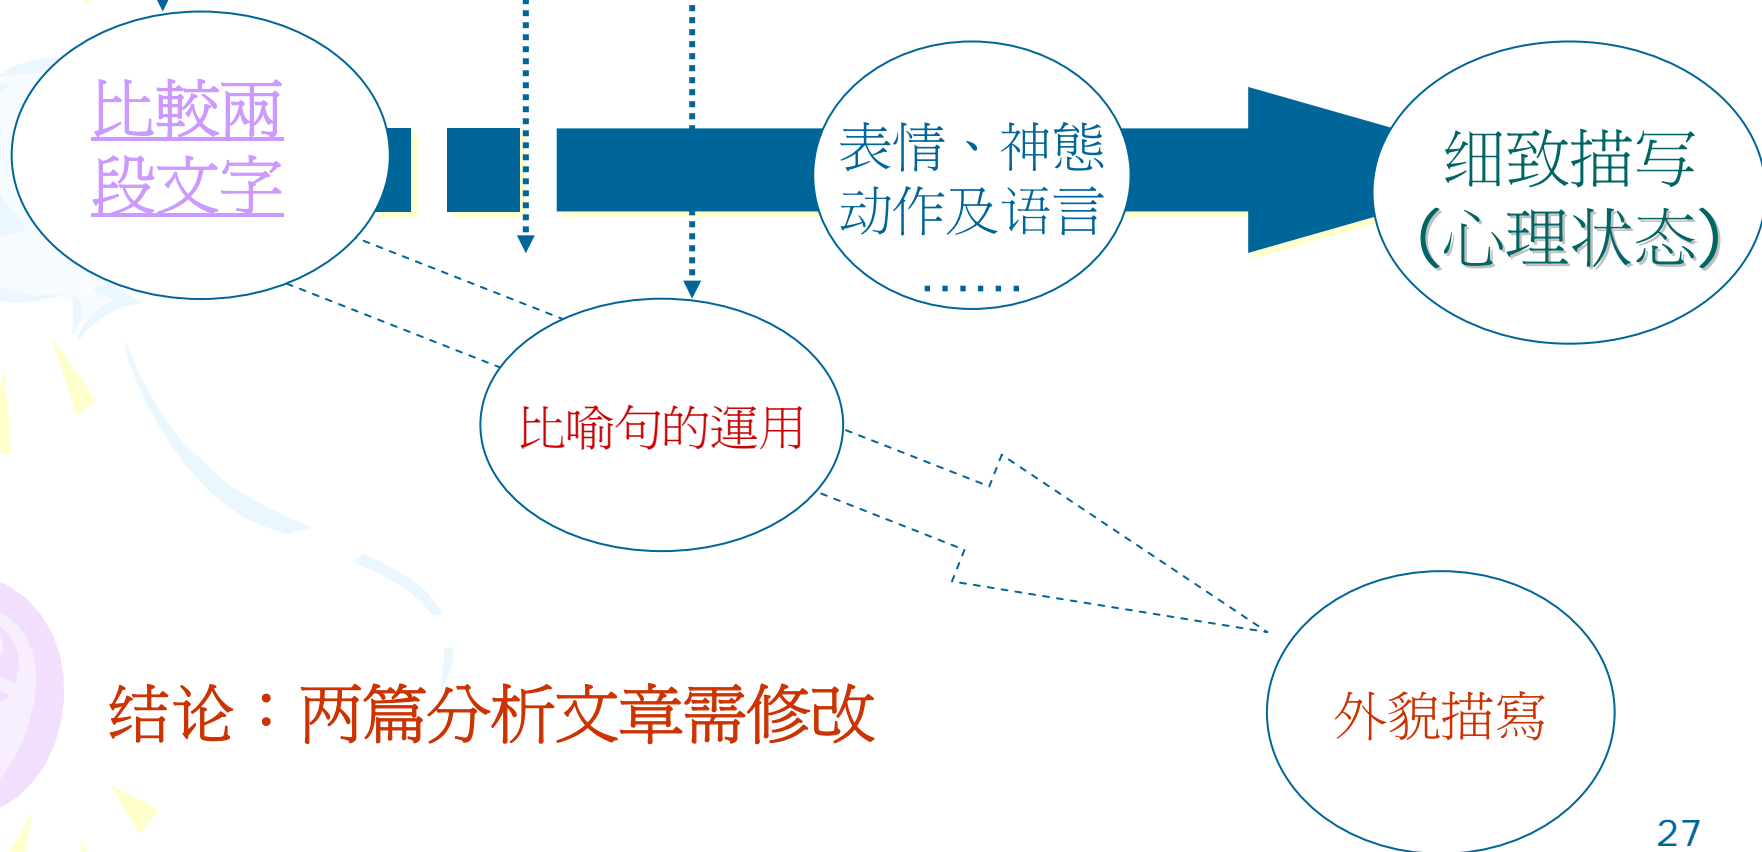 比較兩
段文字
表情、神態
动作及语言
······
细致描写
(心理状态)
比喻句的運用
结论：两篇分析文章需修改
外貌描寫
27